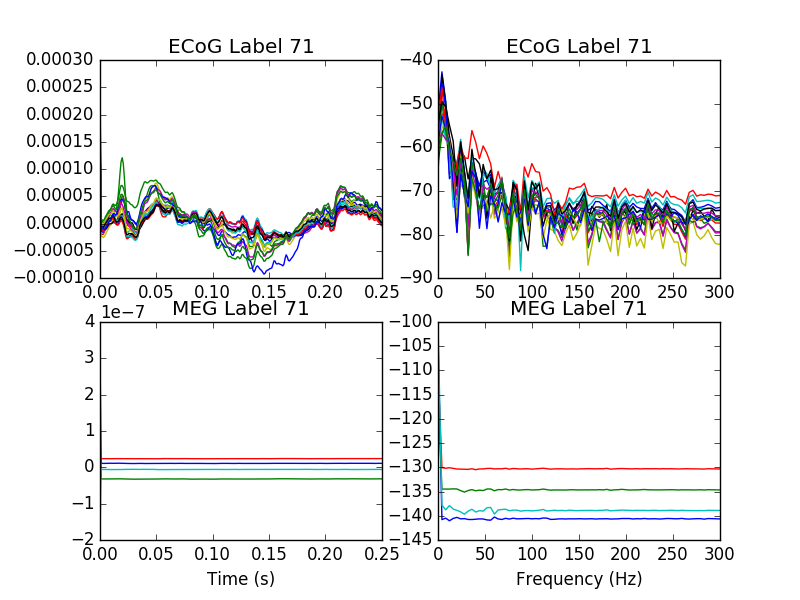 ECoG Label 71
0.00030
0.00025
0.00020
0.00015
0.00010
0.00005
0.00000
−0.00005
−0.00010
0.00 0.05 0.10 0.15 0.20 0.25
ECoG Label 71
−40
−50
−60
−70
−80
−90
0 50 100 150 200 250 300
MEG Label 71
1e−7
4
3
2
1
0
−1
−2
0.00 0.05 0.10 0.15 0.20 0.25
Time (s)
MEG Label 71
−100
−105
−110
−115
−120
−125
−130
−135
−140
−145
0 50 100 150 200 250 300
Frequency (Hz)